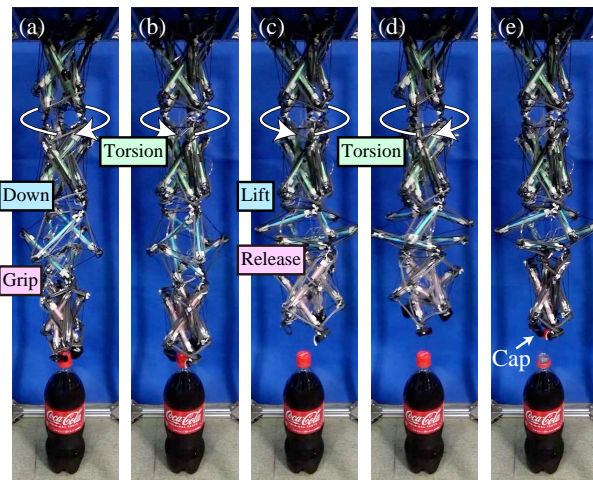 (a) (b) (c) (d) (e)
Torsion Torsion
Down Lift
Grip Release
Cap
Coca-Cola Coca-Cola Coca-Cola Coca-Cola Coca-Cola